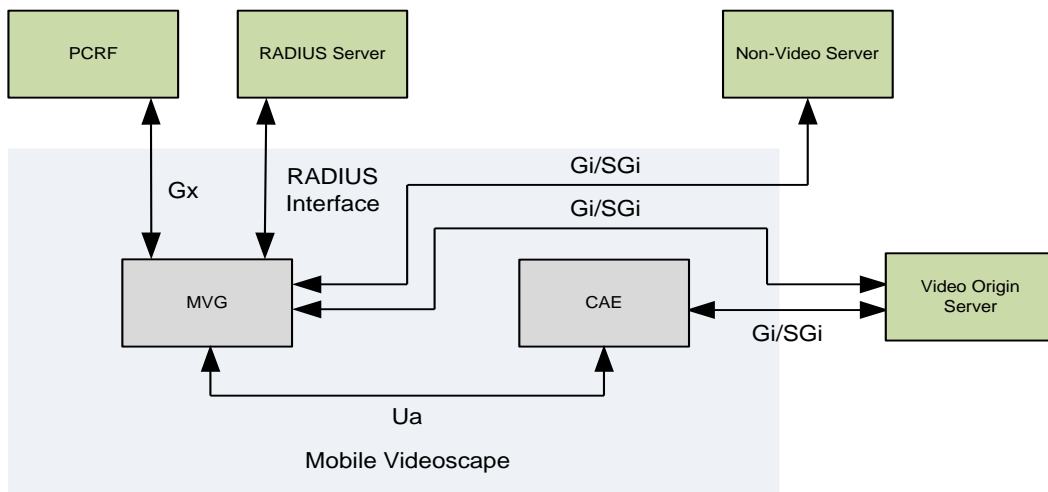 PCRF
RADIUS Server
Non-Video Server
Gx
RADIUS
Interface
Gi/SGi
Gi/SGi
MVG
CAE
Video Origin
Server
Gi/SGi
Ua
Mobile Videoscape